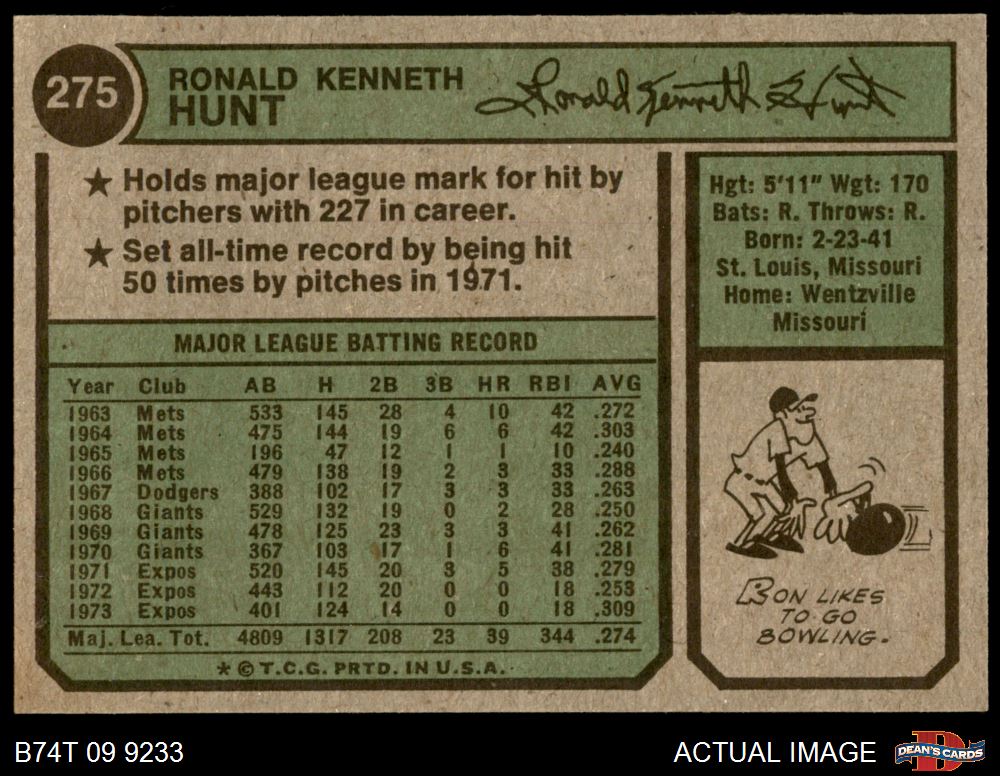 275
RONALD KENNETH
HUNT
Ronald Kenneth Hunt
★ Holds major league mark for hit by
pitchers with 227 in career.
★ Set all-time record by being hit
50 times by pitches in 1971.
MAJOR LEAGUE BATTING RECORD
Year Club AB H 2B 3B HR RBI AVG
1963 Mets 533 145 28 4 10 42 .272
1964 Mets 475 144 19 6 6 42 .303
1965 Mets 196 47 12 1 1 10 .240
1966 Mets 479 138 19 2 3 33 .288
1967 Dodgers 388 102 17 3 3 33 .263
1968 Giants 529 132 19 0 2 28 .250
1969 Giants 478 125 23 3 3 41 .262
1970 Giants 367 103 17 1 6 41 .281
1971 Expos 520 145 20 3 5 38 .279
1972 Expos 443 112 20 0 0 18 .253
1973 Expos 401 124 14 0 0 18 .309
Maj. Lea. Tot. 4809 1317 208 23 39 344 .274
* © T.C.G. PRTD. IN U.S.A.
Hgt: 5'11" Wgt: 170
Bats: R. Throws: R.
Born: 2-23-41
St. Louis, Missouri
Home: Wentzville
Missouri
RON LIKES
TO GO
BOWLING.
B74T 09 9233
ACTUAL IMAGE
DEAN'S CARDS